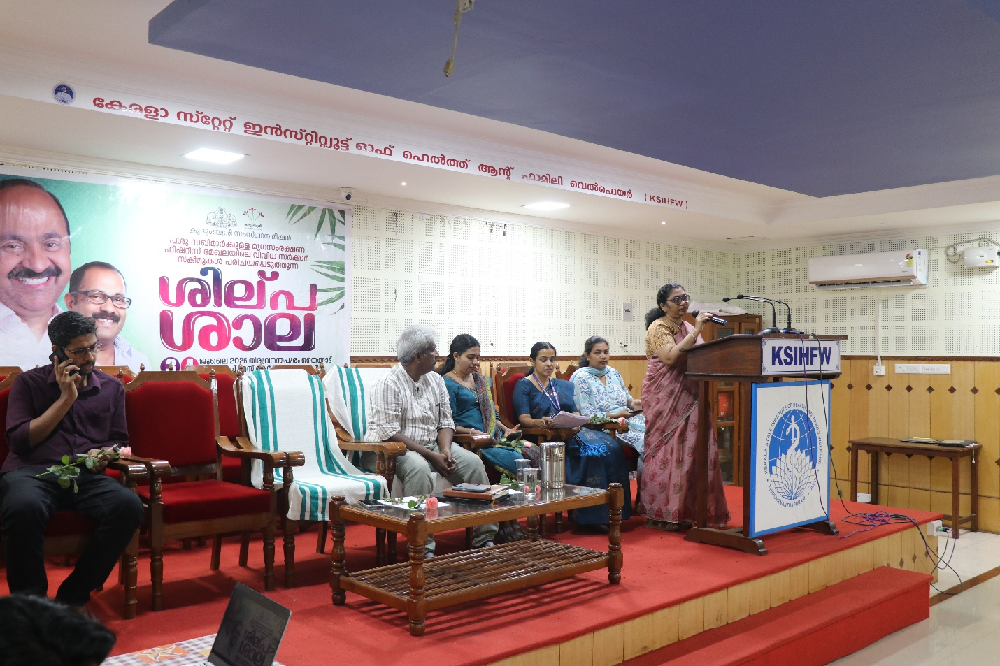 കേരളാ സ്റ്റേറ്റ് ഇൻസ്റ്റിറ്റ്യൂട്ട് ഓഫ് ഹെൽത്ത് ആന്റ് ഫാമിലി വെൽഫെയർ (KSIHFW)
കുടുംബശ്രീ
കുടുംബശ്രീ സംസ്ഥാന മിഷൻ
പശു സഖിമാർക്കുള്ള മൃഗസംരക്ഷണ
ഫിഷറീസ് മേഖലയിലെ വിവിധ സർക്കാർ
സ്കീമുകൾ പരിചയപ്പെടുത്തുന്ന
ശില്പ
ശാല
ജൂലൈ 2026 തിരുവനന്തപുരം തൈക്കാട്
KSIHFW
KERALA STATE INSTITUTE OF HEALTH AND FAMILY WELFARE
THIRUVANANTHAPURAM
ശില്പ
ശാല